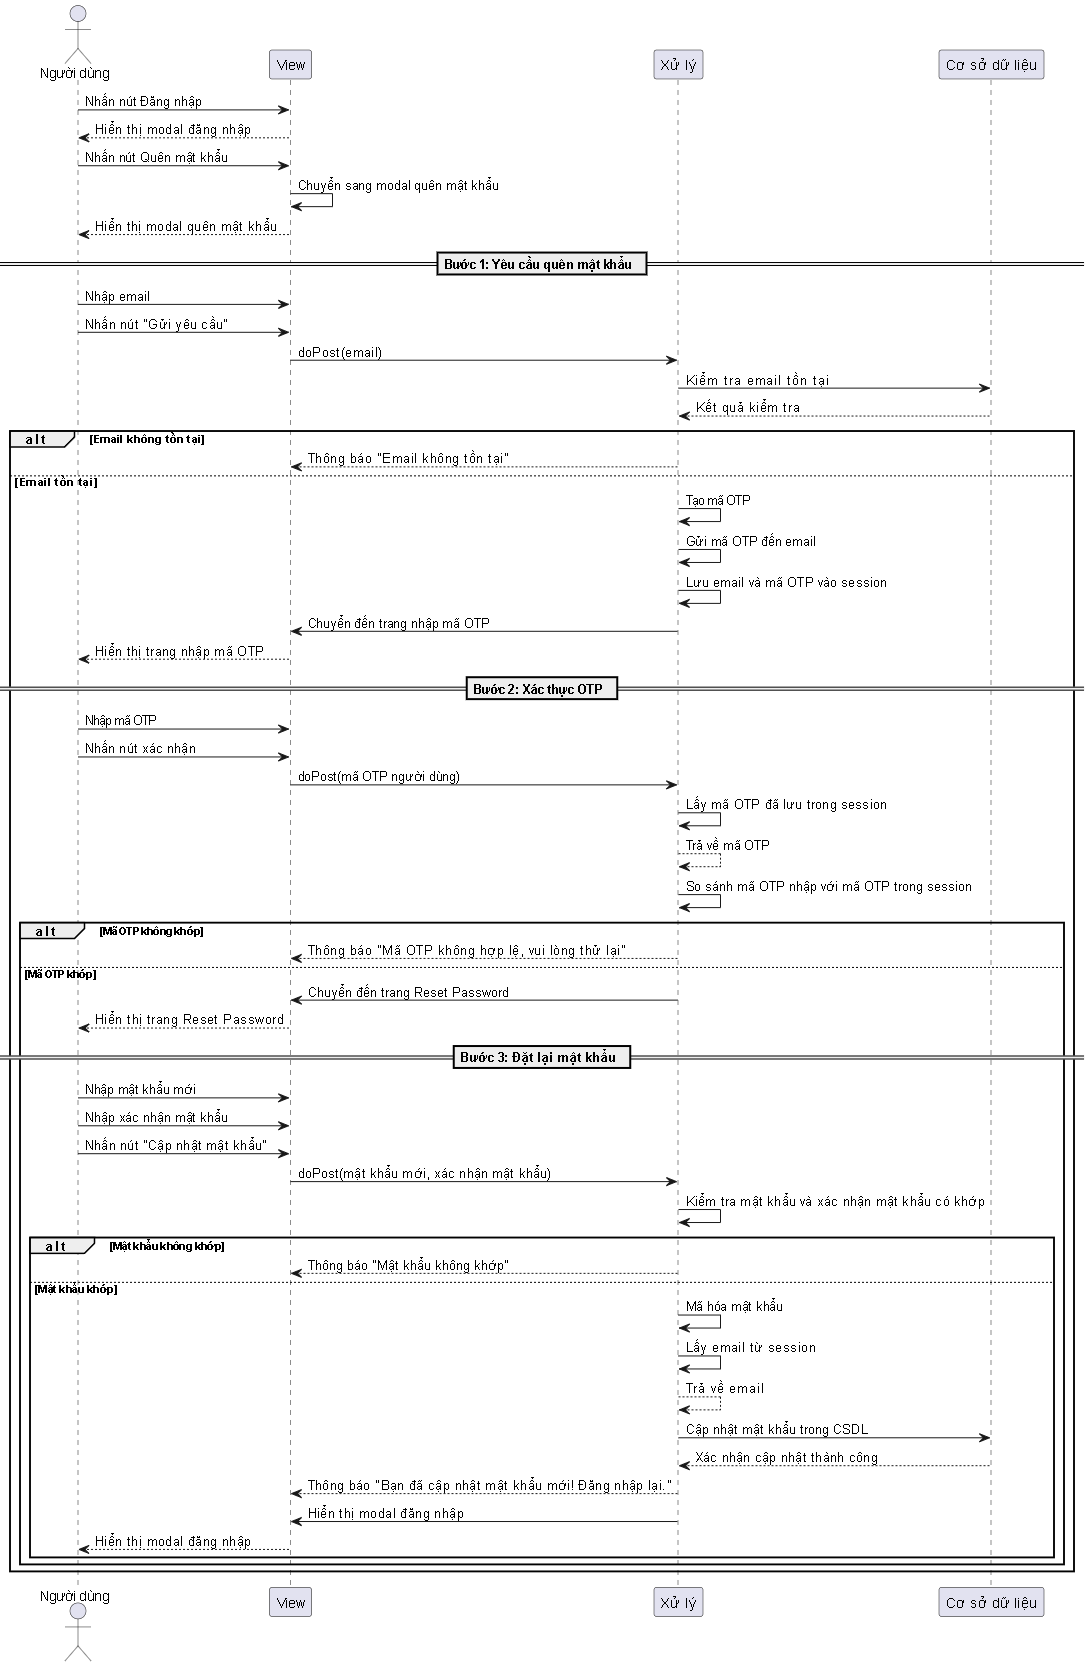 Người dùng
View
Xử lý
Cơ sở dữ liệu
Nhấn nút Đăng nhập
Hiển thị modal đăng nhập
Nhấn nút Quên mật khẩu
Chuyển sang modal quên mật khẩu
Hiển thị modal quên mật khẩu
Bước 1: Yêu cầu quên mật khẩu
Nhập email
Nhấn nút "Gửi yêu cầu"
doPost(email)
Kiểm tra email tồn tại
Kết quả kiểm tra
alt [Email không tồn tại]
Thông báo "Email không tồn tại"
[Email tồn tại]
Tạo mã OTP
Gửi mã OTP đến email
Lưu email và mã OTP vào session
Chuyển đến trang nhập mã OTP
Hiển thị trang nhập mã OTP
Bước 2: Xác thực OTP
Nhập mã OTP
Nhấn nút xác nhận
doPost(mã OTP người dùng)
Lấy mã OTP đã lưu trong session
Trả về mã OTP
So sánh mã OTP nhập với mã OTP trong session
alt [Mã OTP không khớp]
Thông báo "Mã OTP không hợp lệ, vui lòng thử lại"
[Mã OTP khớp]
Chuyển đến trang Reset Password
Hiển thị trang Reset Password
Bước 3: Đặt lại mật khẩu
Nhập mật khẩu mới
Nhập xác nhận mật khẩu
Nhấn nút "Cập nhật mật khẩu"
doPost(mật khẩu mới, xác nhận mật khẩu)
Kiểm tra mật khẩu và xác nhận mật khẩu có khớp
alt [Mật khẩu không khớp]
Thông báo "Mật khẩu không khớp"
[Mật khẩu khớp]
Mã hóa mật khẩu
Lấy email từ session
Trả về email
Cập nhật mật khẩu trong CSDL
Xác nhận cập nhật thành công
Thông báo "Bạn đã cập nhật mật khẩu mới! Đăng nhập lại."
Hiển thị modal đăng nhập
Hiển thị modal đăng nhập
Người dùng
View
Xử lý
Cơ sở dữ liệu